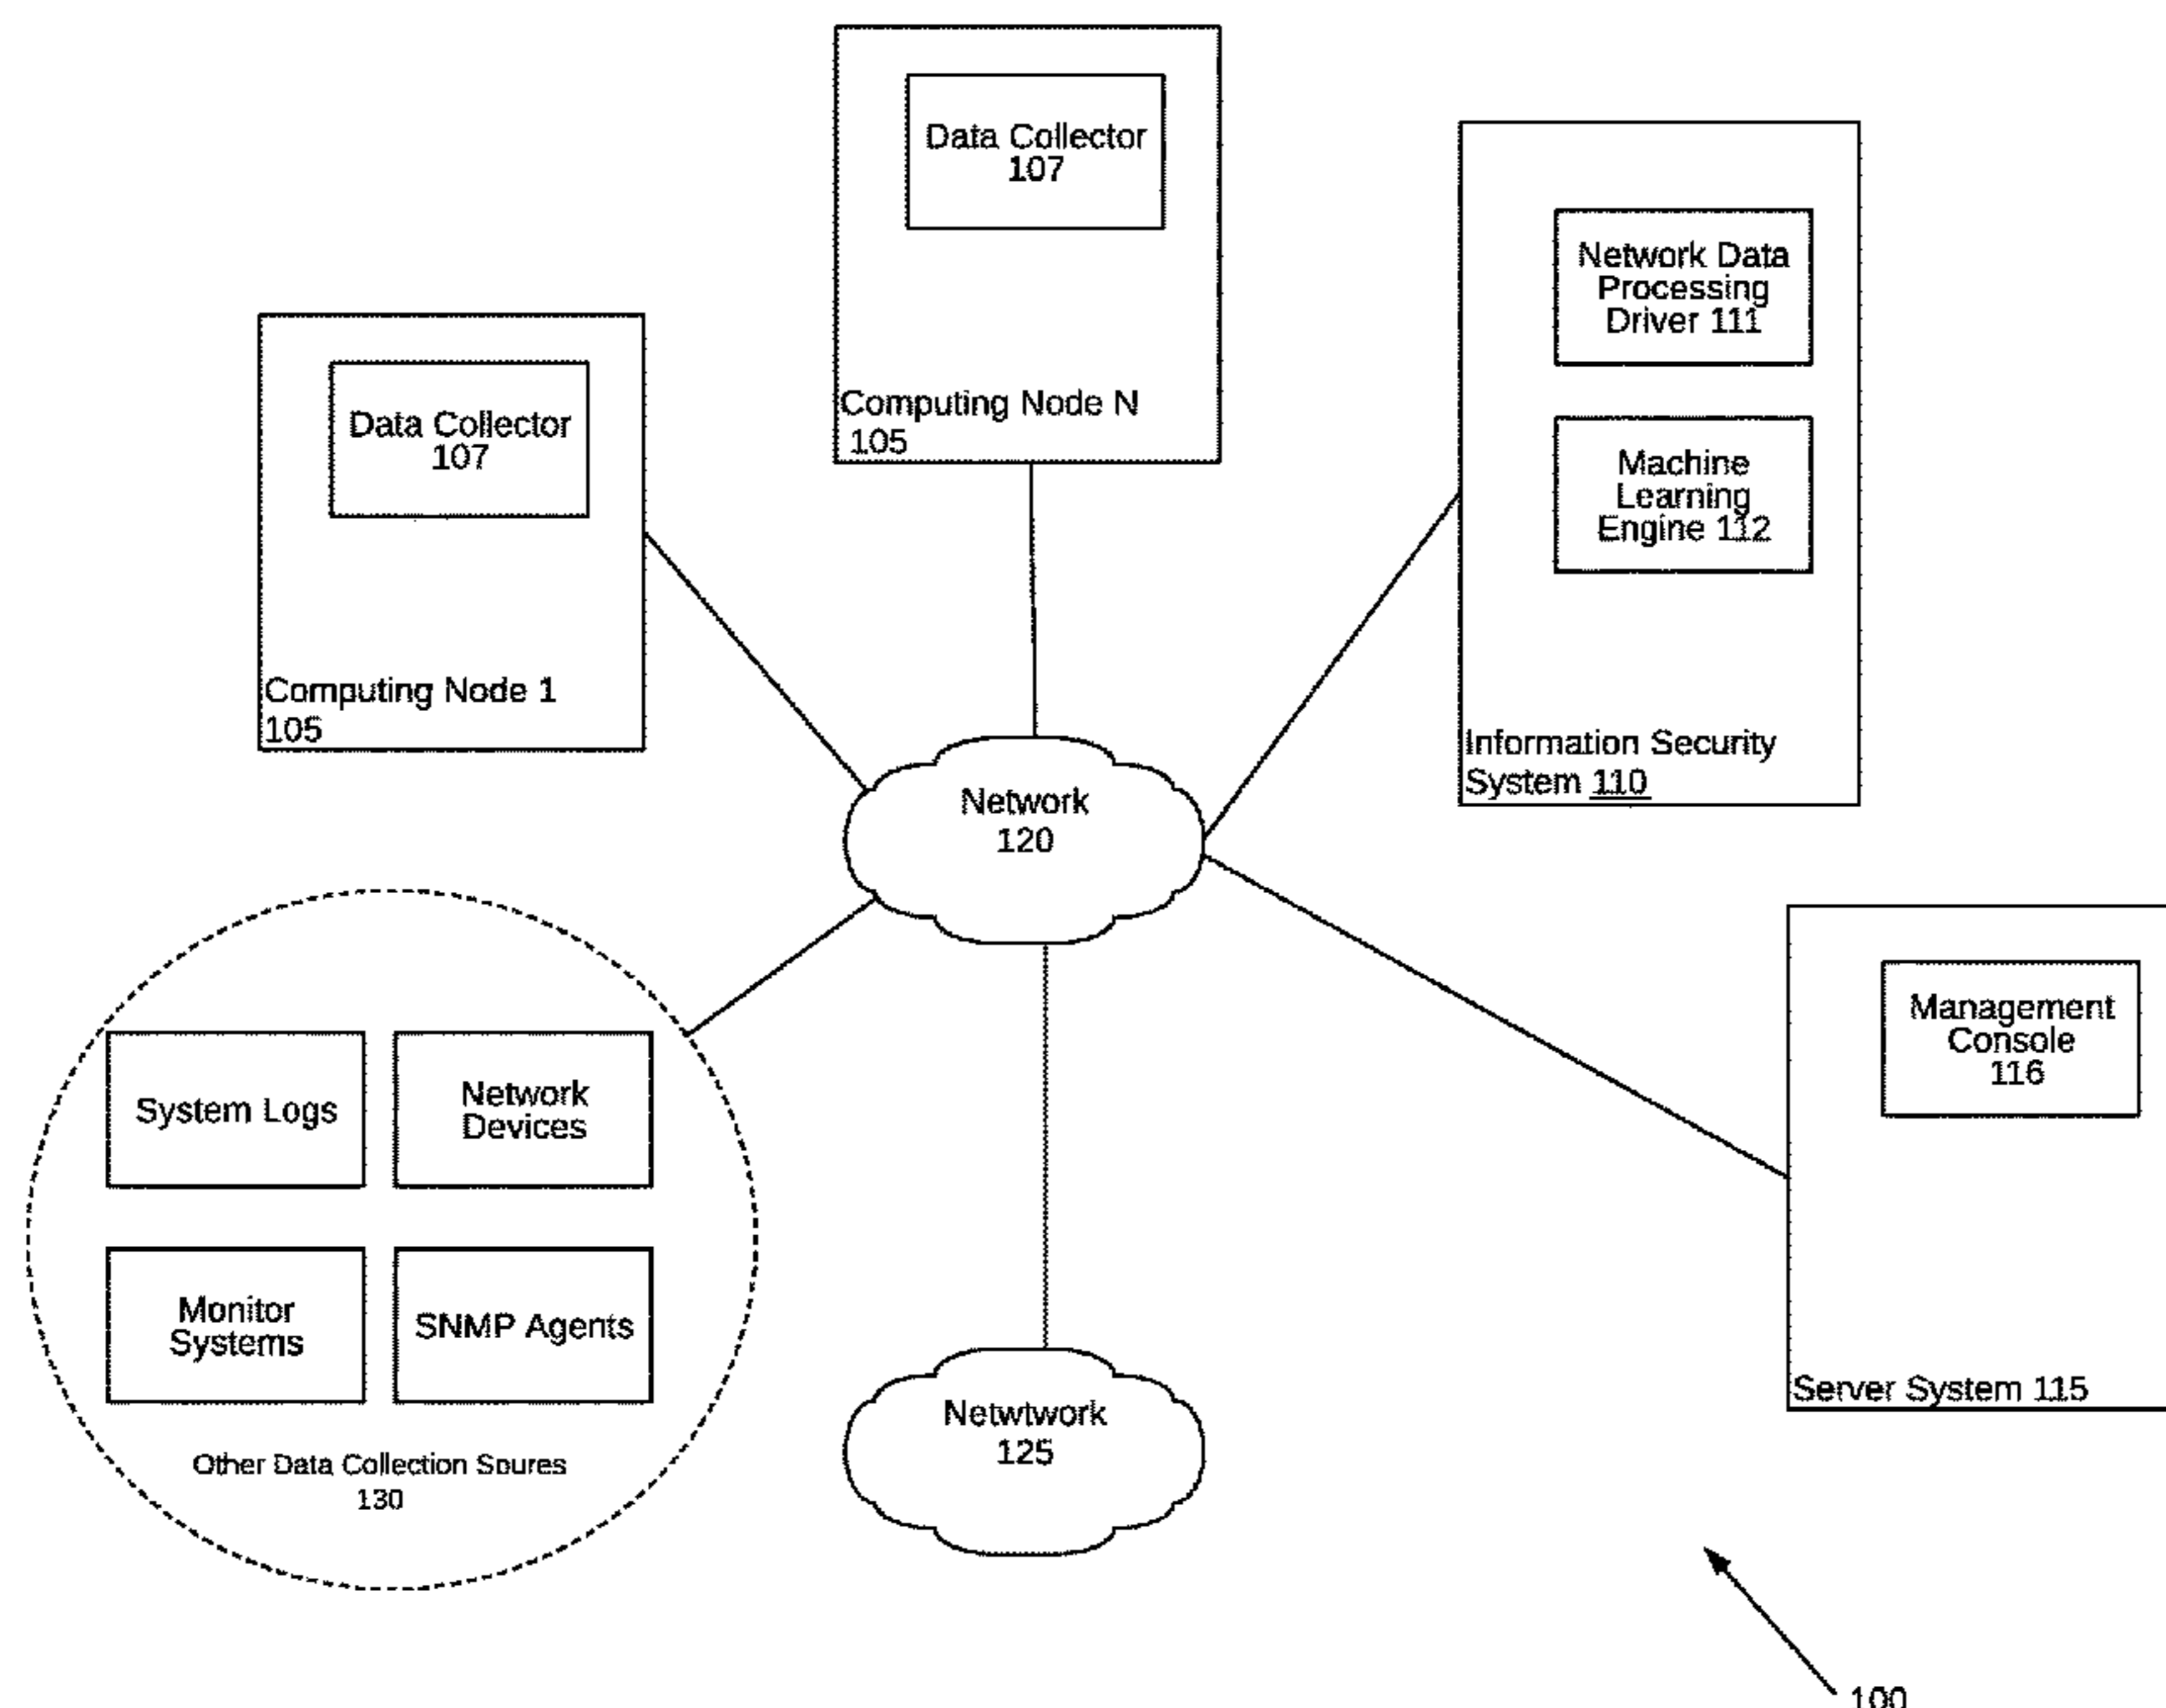 Data Collector
107
Computing Node N
105
Network Data
Processing
Driver 111
Machine
Learning
Engine 112
Information Security
System 110
Data Collector
107
Computing Node 1
105
Network
120
Management
Console
116
Server System 115
System Logs
Network
Devices
Monitor
Systems
SNMP Agents
Other Data Collection Soures
130
Netwtwork
125
100